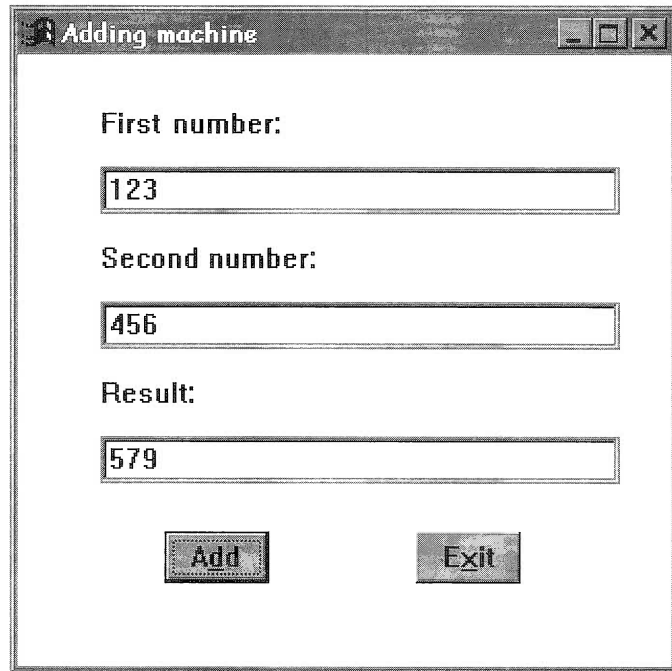 Adding machine
First number:
123
Second number:
456
Result:
579
Add Exit